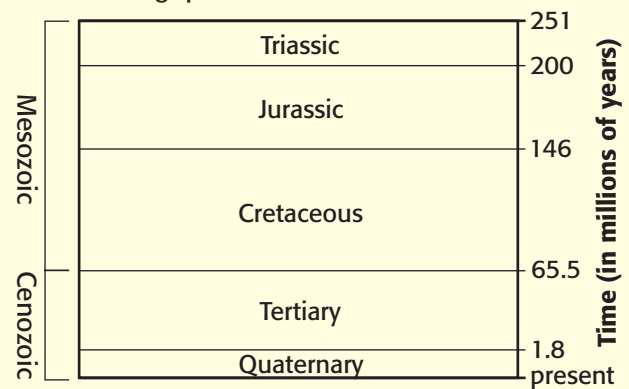 251
Triassic
200
Jurassic
146
Cretaceous
65.5
Tertiary
1.8
Quaternary
present
Mesozoic
Cenozoic
Time (in millions of years)